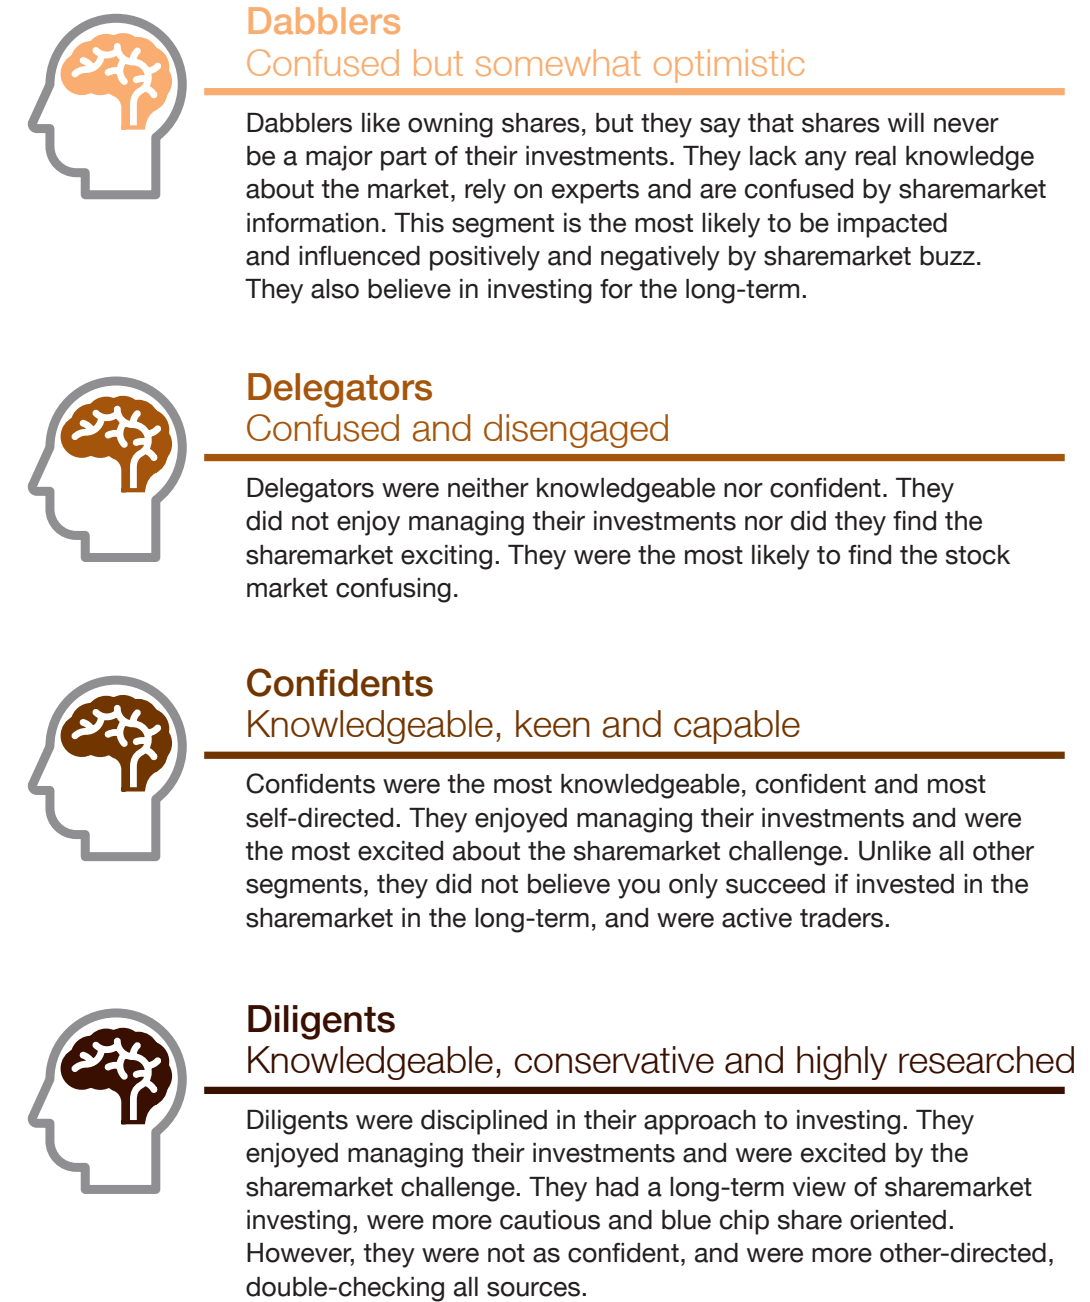 Dabblers
Confused but somewhat optimistic
Dabblers like owning shares, but they say that shares will never
be a major part of their investments. They lack any real knowledge
about the market, rely on experts and are confused by sharemarket
information. This segment is the most likely to be impacted
and influenced positively and negatively by sharemarket buzz.
They also believe in investing for the long-term.
Delegators
Confused and disengaged
Delegators were neither knowledgeable nor confident. They
did not enjoy managing their investments nor did they find the
sharemarket exciting. They were the most likely to find the stock
market confusing.
Confidents
Knowledgeable, keen and capable
Confidents were the most knowledgeable, confident and most
self-directed. They enjoyed managing their investments and were
the most excited about the sharemarket challenge. Unlike all other
segments, they did not believe you only succeed if invested in the
sharemarket in the long-term, and were active traders.
Diligents
Knowledgeable, conservative and highly researched
Diligents were disciplined in their approach to investing. They
enjoyed managing their investments and were excited by the
sharemarket challenge. They had a long-term view of sharemarket
investing, were more cautious and blue chip share oriented.
However, they were not as confident, and were more other-directed,
double-checking all sources.